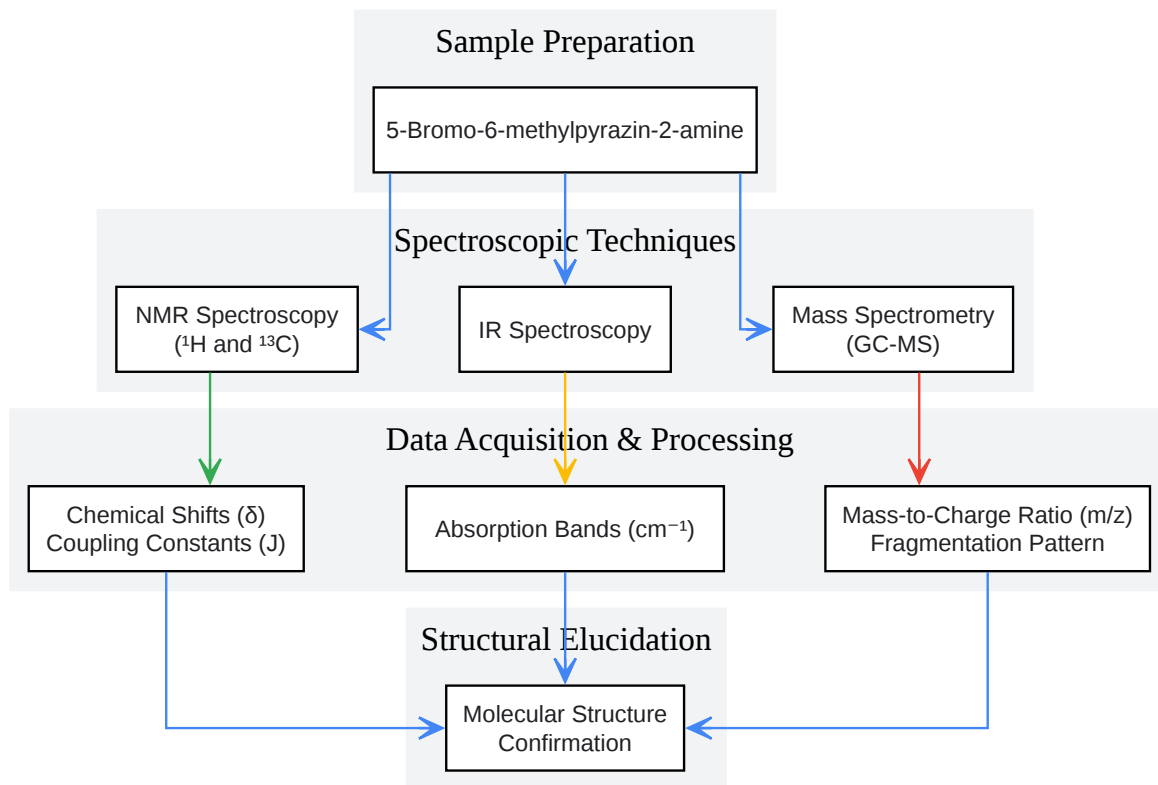 Sample Preparation
5-Bromo-6-methylpyrazin-2-amine
Spectroscopic Techniques
NMR Spectroscopy
(¹H and ¹³C)
IR Spectroscopy
Mass Spectrometry
(GC-MS)
Data Acquisition & Processing
Chemical Shifts (δ)
Coupling Constants (J)
Absorption Bands (cm⁻¹)
Mass-to-Charge Ratio (m/z)
Fragmentation Pattern
Structural Elucidation
Molecular Structure
Confirmation